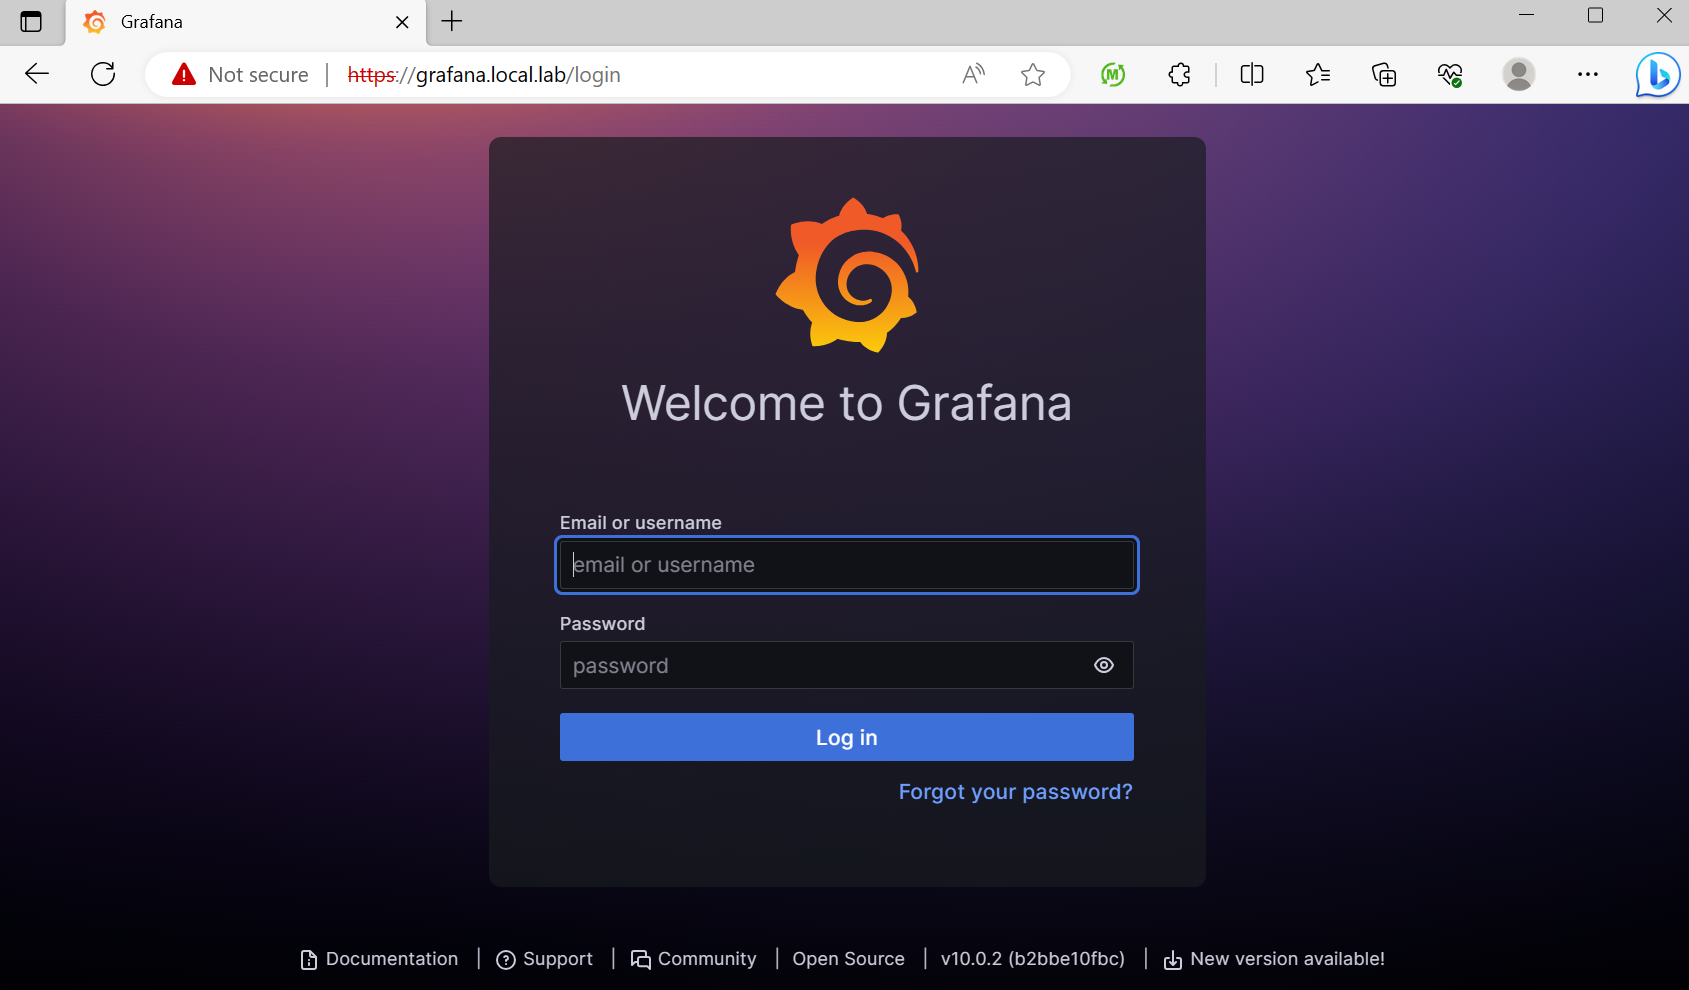 Grafana
Not secure | https://grafana.local.lab/login
Welcome to Grafana
Email or username
email or username
Password
password
Log in
Forgot your password?
Documentation | Support | Community | Open Source | v10.0.2 (b2bbe10fbc) | New version available!